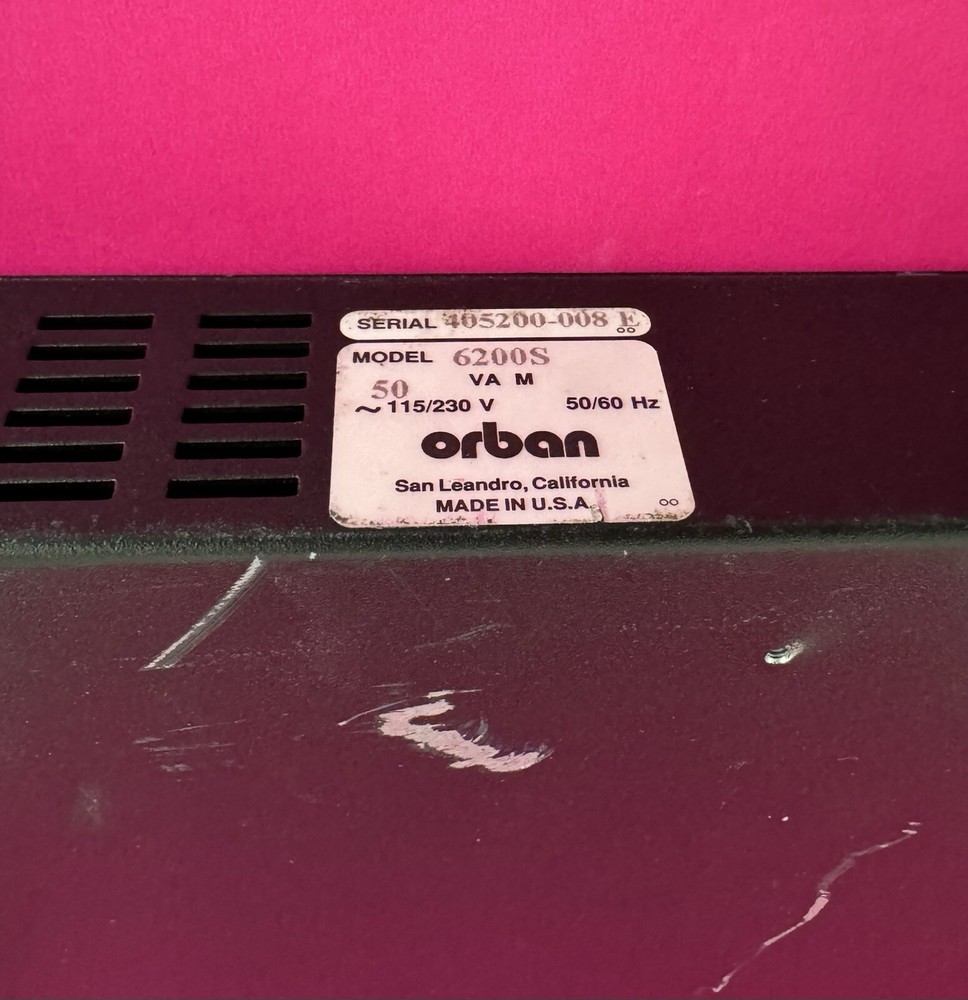 SERIAL 405200-008 E
MODEL 6200S
VA M
50
~ 115/230 V 50/60 Hz
orban
San Leandro, California
MADE IN U.S.A.